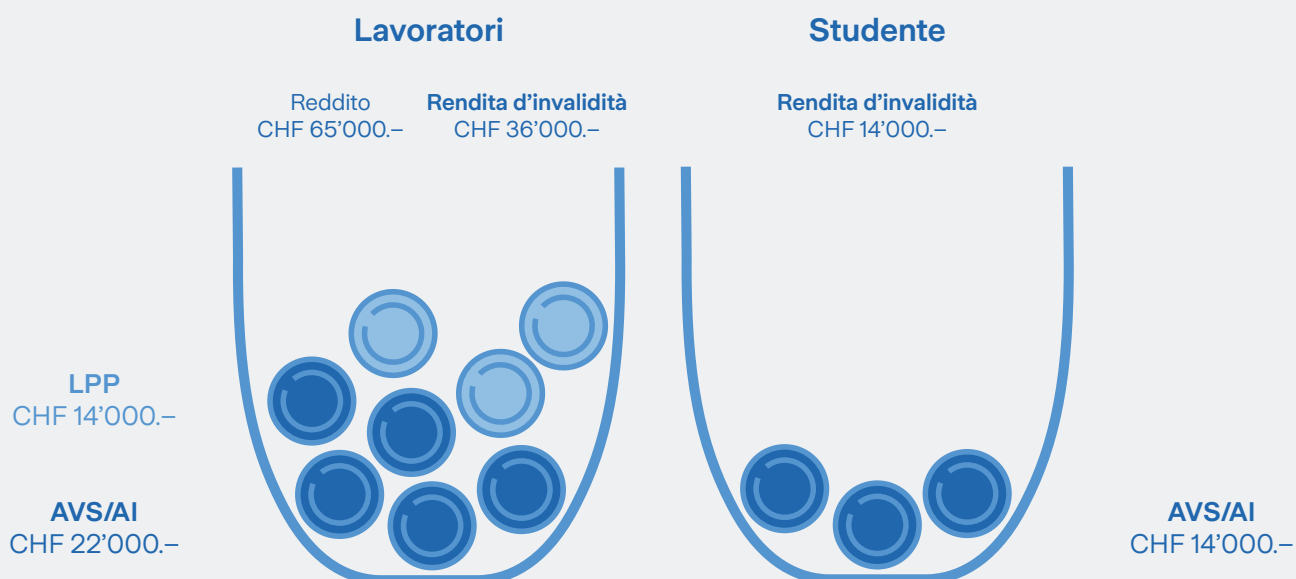 Lavoratori
Studente
Reddito
CHF 65’000.–
Rendita d’invalidità
CHF 36’000.–
Rendita d’invalidità
CHF 14’000.–
LPP
CHF 14’000.–
AVS/AI
CHF 22’000.–
AVS/AI
CHF 14’000.–